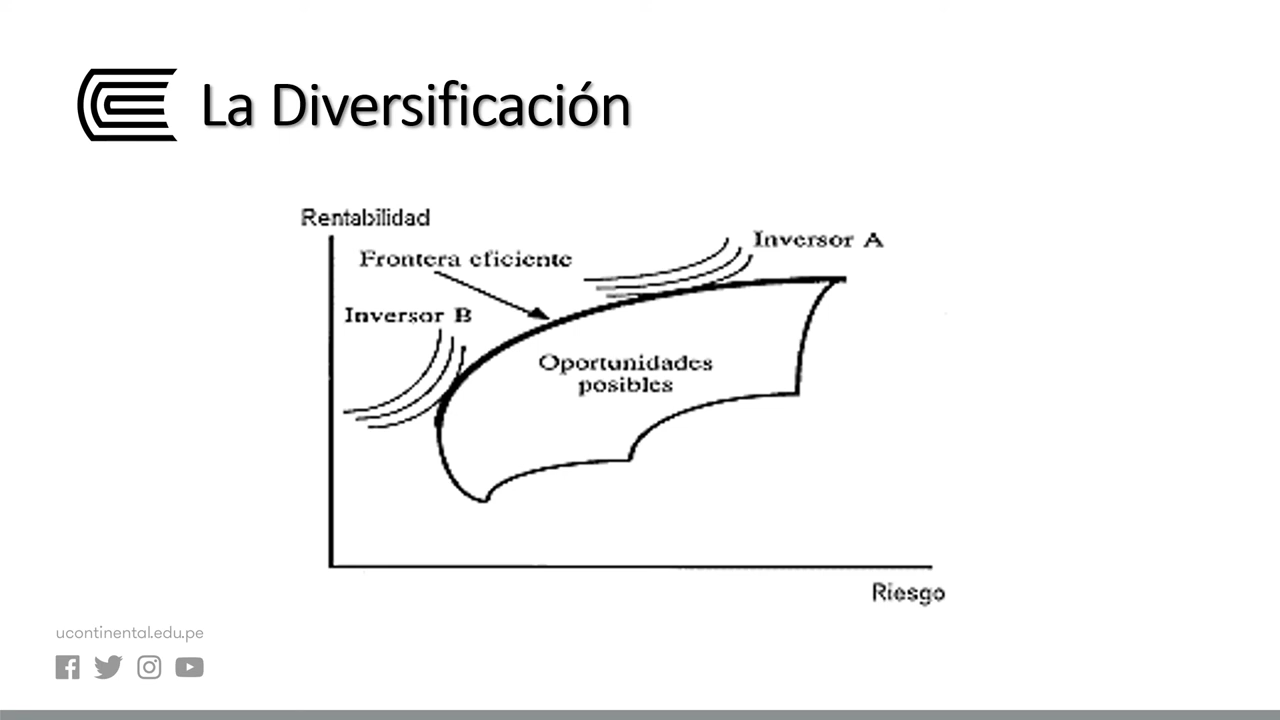 La Diversificación
Rentabilidad
Inversor A
Frontera eficiente
Inversor B
Oportunidades
posibles
Riesgo
ucontinental.edu.pe